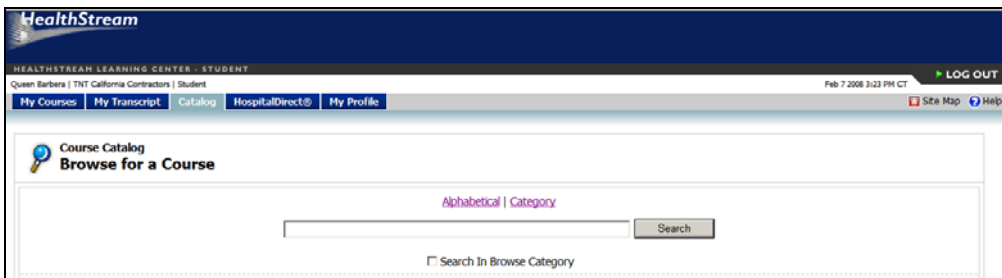 HealthStream
HEALTHSTREAM LEARNING CENTER - STUDENT
LOG OUT
Queen Barbera | TNT California Contractors | Student
Feb 7 2008 3:23 PM CT
My Courses My Transcript Catalog HospitalDirect® My Profile
Site Map Help
Course Catalog
Browse for a Course
Alphabetical | Category
Search
Search In Browse Category